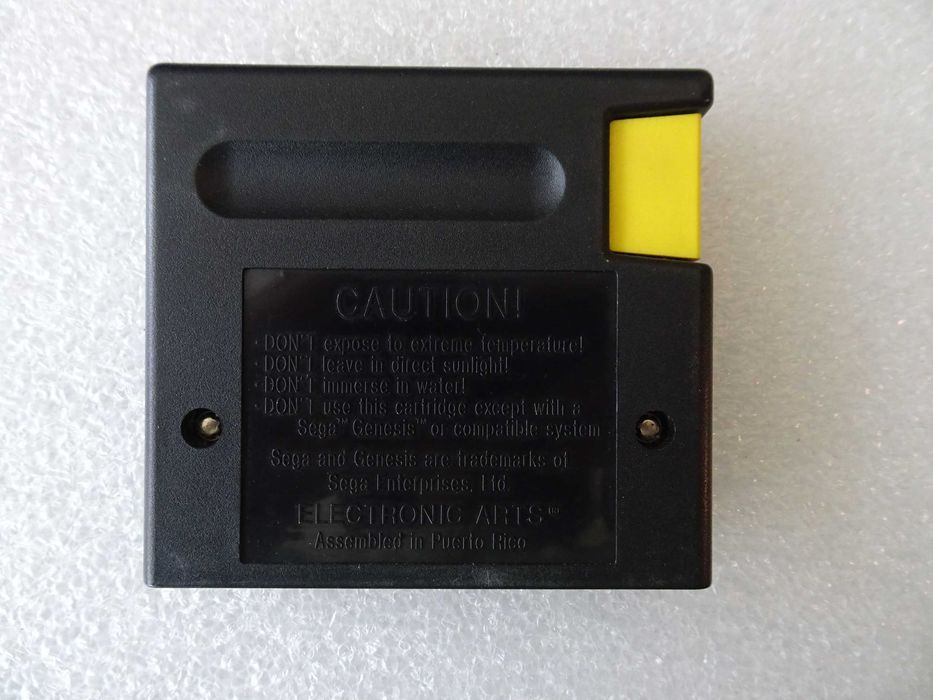 CAUTION!
· DON'T expose to extreme temperature!
· DON'T leave in direct sunlight!
· DON'T immerse in water!
· DON'T use this cartridge except with a
Sega™ Genesis™ or compatible system
Sega and Genesis are trademarks of
Sega Enterprises, Ltd.
ELECTRONIC ARTS™
Assembled in Puerto Rico